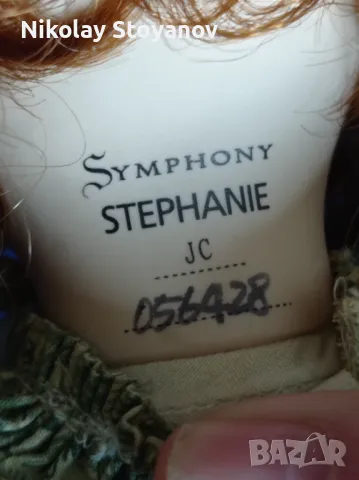 Nikolay Stoyanov
SYMPHONY
STEPHANIE
JC
056428
BAZAR